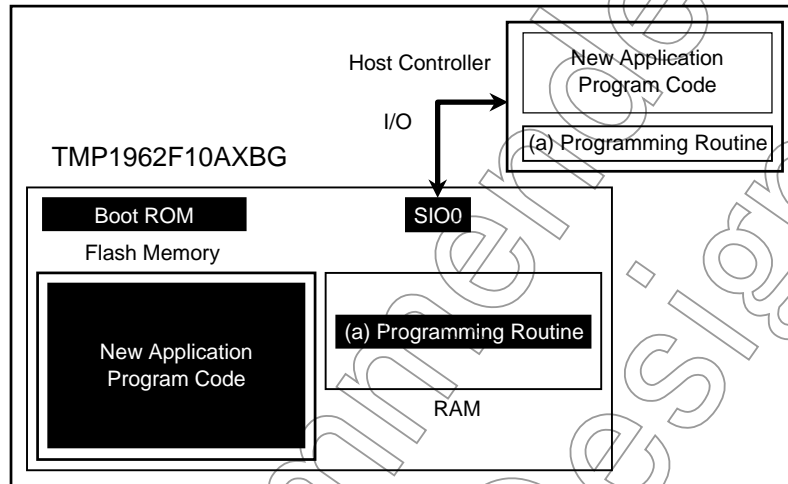 Host Controller
New Application
Program Code
I/O
(a) Programming Routine
TMP1962F10AXBG
Boot ROM
SIO0
Flash Memory
New Application
Program Code
(a) Programming Routine
RAM